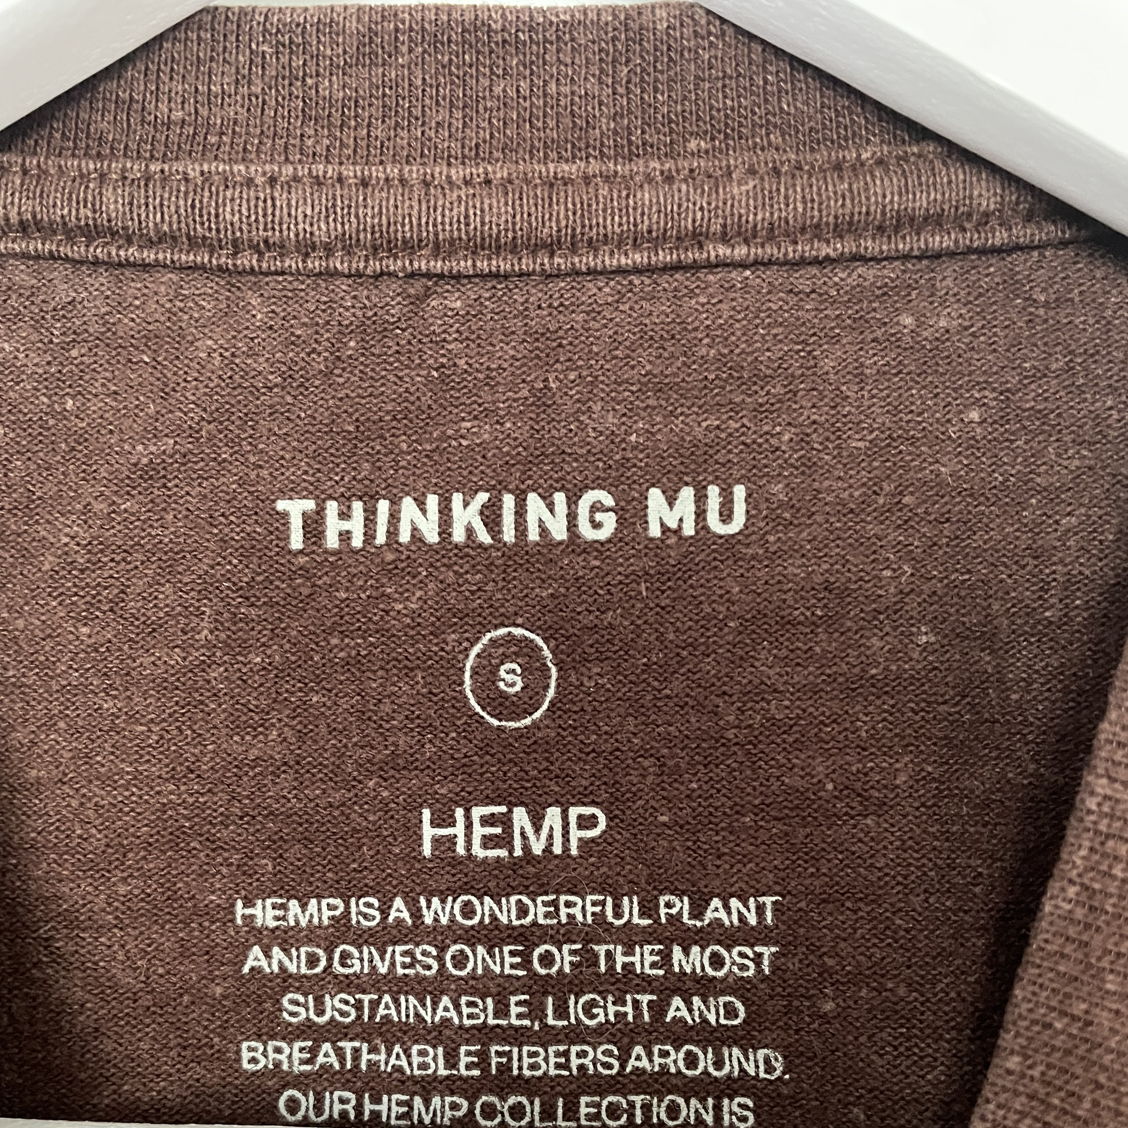 THINKING MU
S
HEMP
HEMP IS A WONDERFUL PLANT
AND GIVES ONE OF THE MOST
SUSTAINABLE, LIGHT AND
BREATHABLE FIBERS AROUND.
OUR HEMP COLLECTION IS